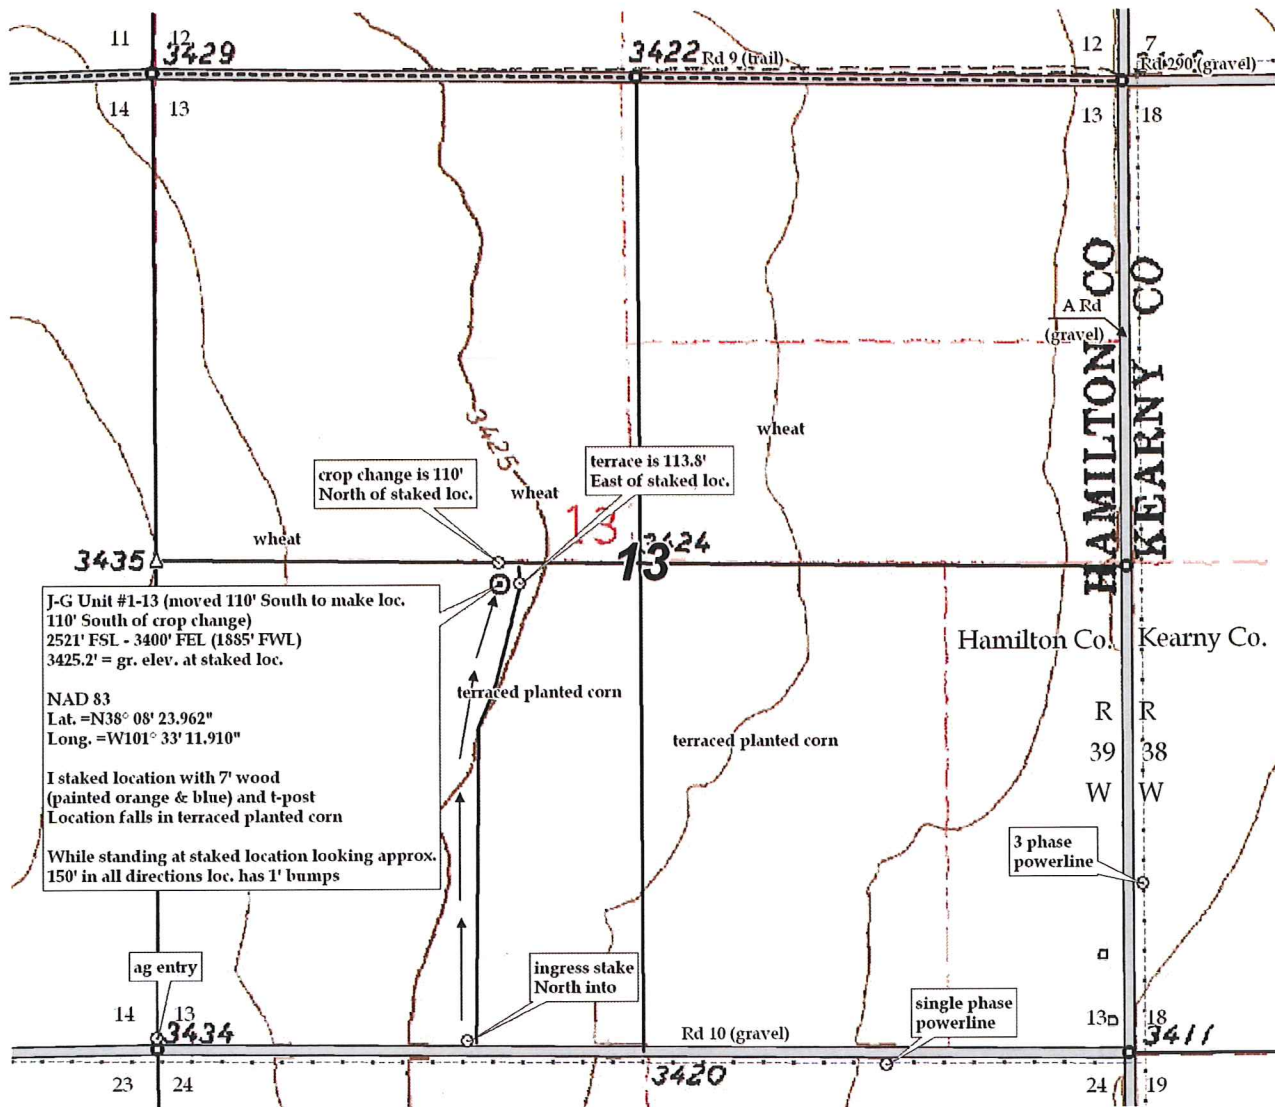 11
12
3429
3422
Rd 9 (trail)
12
7
Rd 290 (gravel)
14
13
13
18
HAMILTON CO
KEARNY CO
A Rd
(gravel)
3425
wheat
crop change is 110'
North of staked loc.
terrace is 113.8'
East of staked loc.
wheat
13
wheat
3435
3424
13
J-G Unit #1-13 (moved 110' South to make loc.
110' South of crop change)
2521' FSL - 3400' FEL (1885' FWL)
3425.2' = gr. elev. at staked loc.
NAD 83
Lat. =N38° 08' 23.962"
Long. =W101° 33' 11.910"
I staked location with 7' wood
(painted orange & blue) and t-post
Location falls in terraced planted corn
While standing at staked location looking approx.
150' in all directions loc. has 1' bumps
Hamilton Co.
Kearny Co.
terraced planted corn
terraced planted corn
R
R
39
38
W
W
3 phase
powerline
ag entry
ingress stake
North into
single phase
powerline
14
13
3434
Rd 10 (gravel)
13
18
3411
23
24
3420
24
19